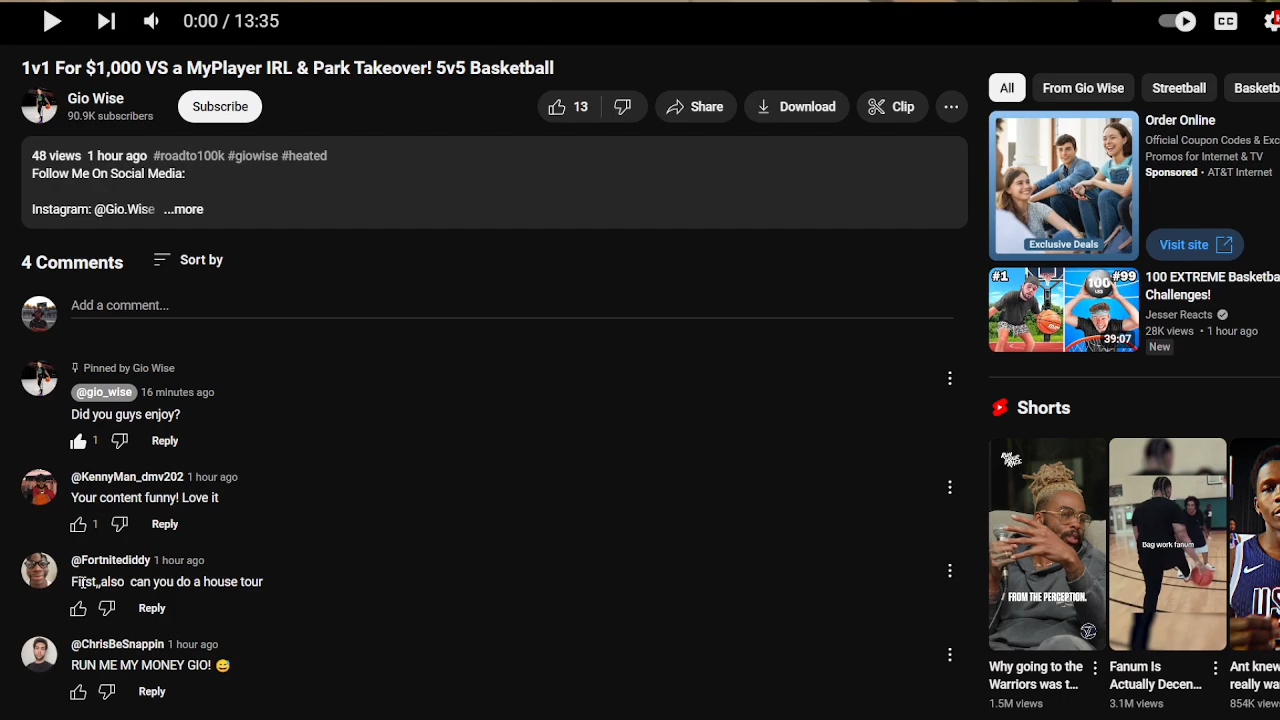 0:00 / 13:35
CC
1v1 For $1,000 VS a MyPlayer IRL & Park Takeover! 5v5 Basketball
Gio Wise
90.9K subscribers
Subscribe
13
Share
Download
Clip
48 views 1 hour ago #roadto100k #giowise #heated
Follow Me On Social Media:
Instagram: @Gio.Wise ...more
4 Comments
Sort by
Add a comment...
Pinned by Gio Wise
@gio_wise 16 minutes ago
Did you guys enjoy?
1
Reply
@KennyMan_dmv202 1 hour ago
Your content funny! Love it
1
Reply
@Fortnitediddy 1 hour ago
First,also can you do a house tour
Reply
@ChrisBeSnappin 1 hour ago
RUN ME MY MONEY GIO! 😅
Reply
All
From Gio Wise
Streetball
Basketb
Exclusive Deals
Order Online
Official Coupon Codes & Exc
Promos for Internet & TV
Sponsored • AT&T Internet
Visit site
#1
100
#99
39:07
100 EXTREME Basketba
Challenges!
Jesser Reacts
28K views • 1 hour ago
New
Shorts
FROM THE PERCEPTION.
Why going to the
Warriors was t...
1.5M views
Bag work fanum
Fanum Is
Actually Decen...
3.1M views
US
Ant knew
really wa
854K view